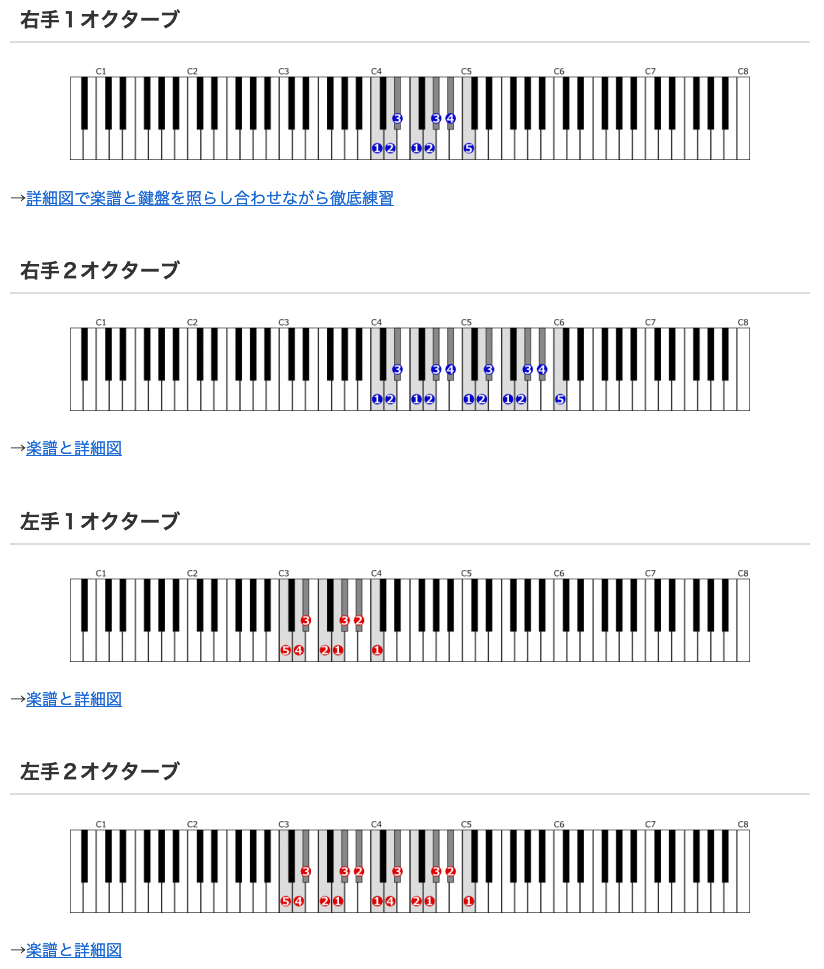 右手１オクターブ
C1 C2 C3 C4 C5 C6 C7 C8
3 3 4
1 2 1 2 5
→詳細図で楽譜と鍵盤を照らし合わせながら徹底練習
右手２オクターブ
C1 C2 C3 C4 C5 C6 C7 C8
3 3 4 3 3 4
1 2 1 2 1 2 1 2 5
→楽譜と詳細図
左手１オクターブ
C1 C2 C3 C4 C5 C6 C7 C8
3 3 2
5 4 2 1 1
→楽譜と詳細図
左手２オクターブ
C1 C2 C3 C4 C5 C6 C7 C8
3 3 2 3 3 2
5 4 2 1 1 4 2 1 1
→楽譜と詳細図